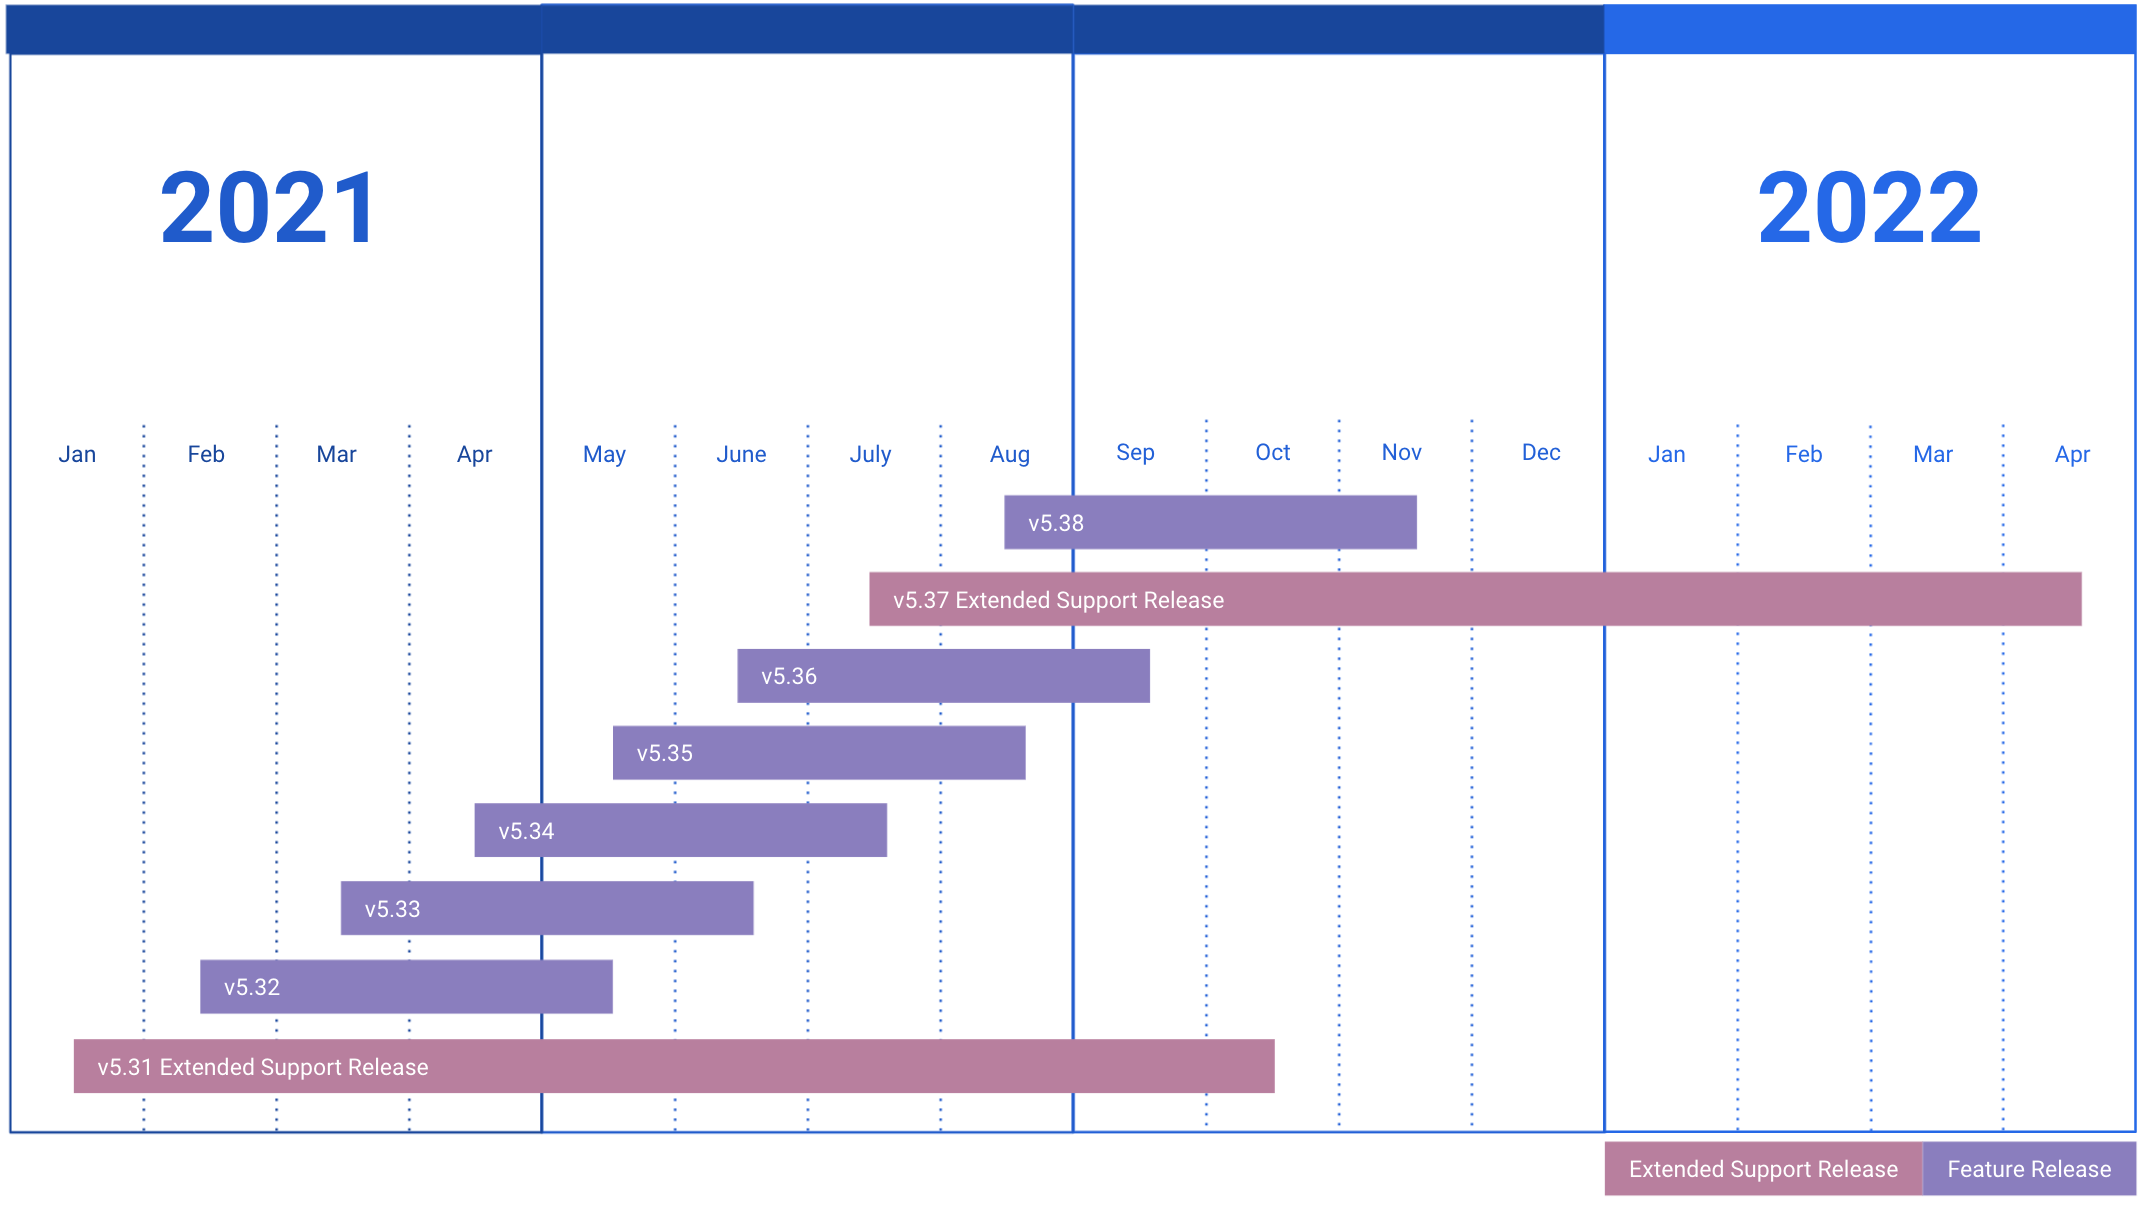 2021
2022
Jan Feb Mar Apr May June July Aug Sep Oct Nov Dec Jan Feb Mar Apr
v5.38
v5.37 Extended Support Release
v5.36
v5.35
v5.34
v5.33
v5.32
v5.31 Extended Support Release
Extended Support Release Feature Release